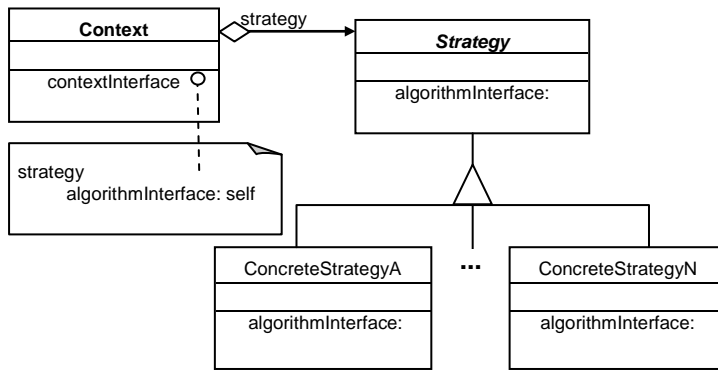 Context
strategy
Strategy
contextInterface
algorithmInterface:
strategy
algorithmInterface: self
ConcreteStrategyA
...
ConcreteStrategyN
algorithmInterface:
algorithmInterface: